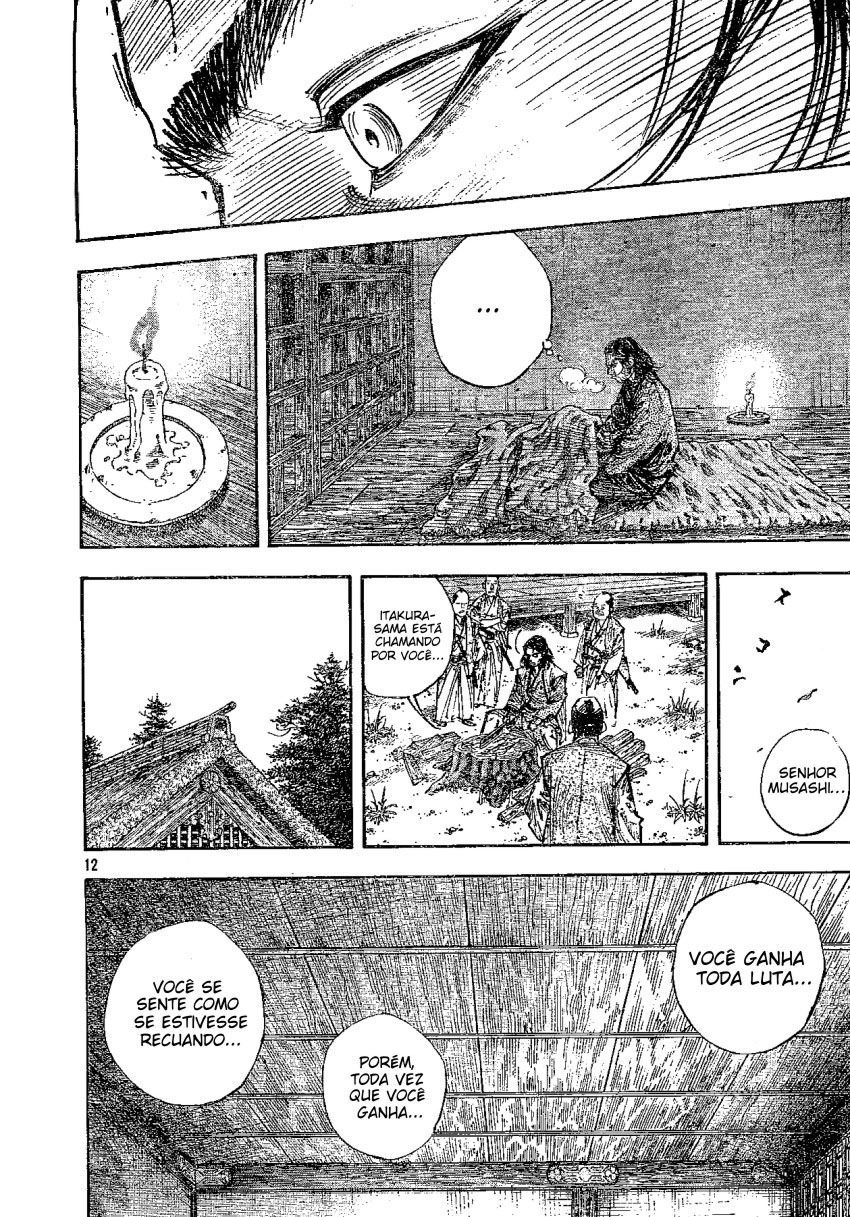 ...
SENHOR
MUSASHI...
ITAKURA-
SAMA ESTÁ
CHAMANDO
POR VOCÊ...
12
VOCÊ GANHA
TODA LUTA...
PORÉM,
TODA VEZ
QUE VOCÊ
GANHA...
VOCÊ SE
SENTE COMO
SE ESTIVESSE
RECUANDO...